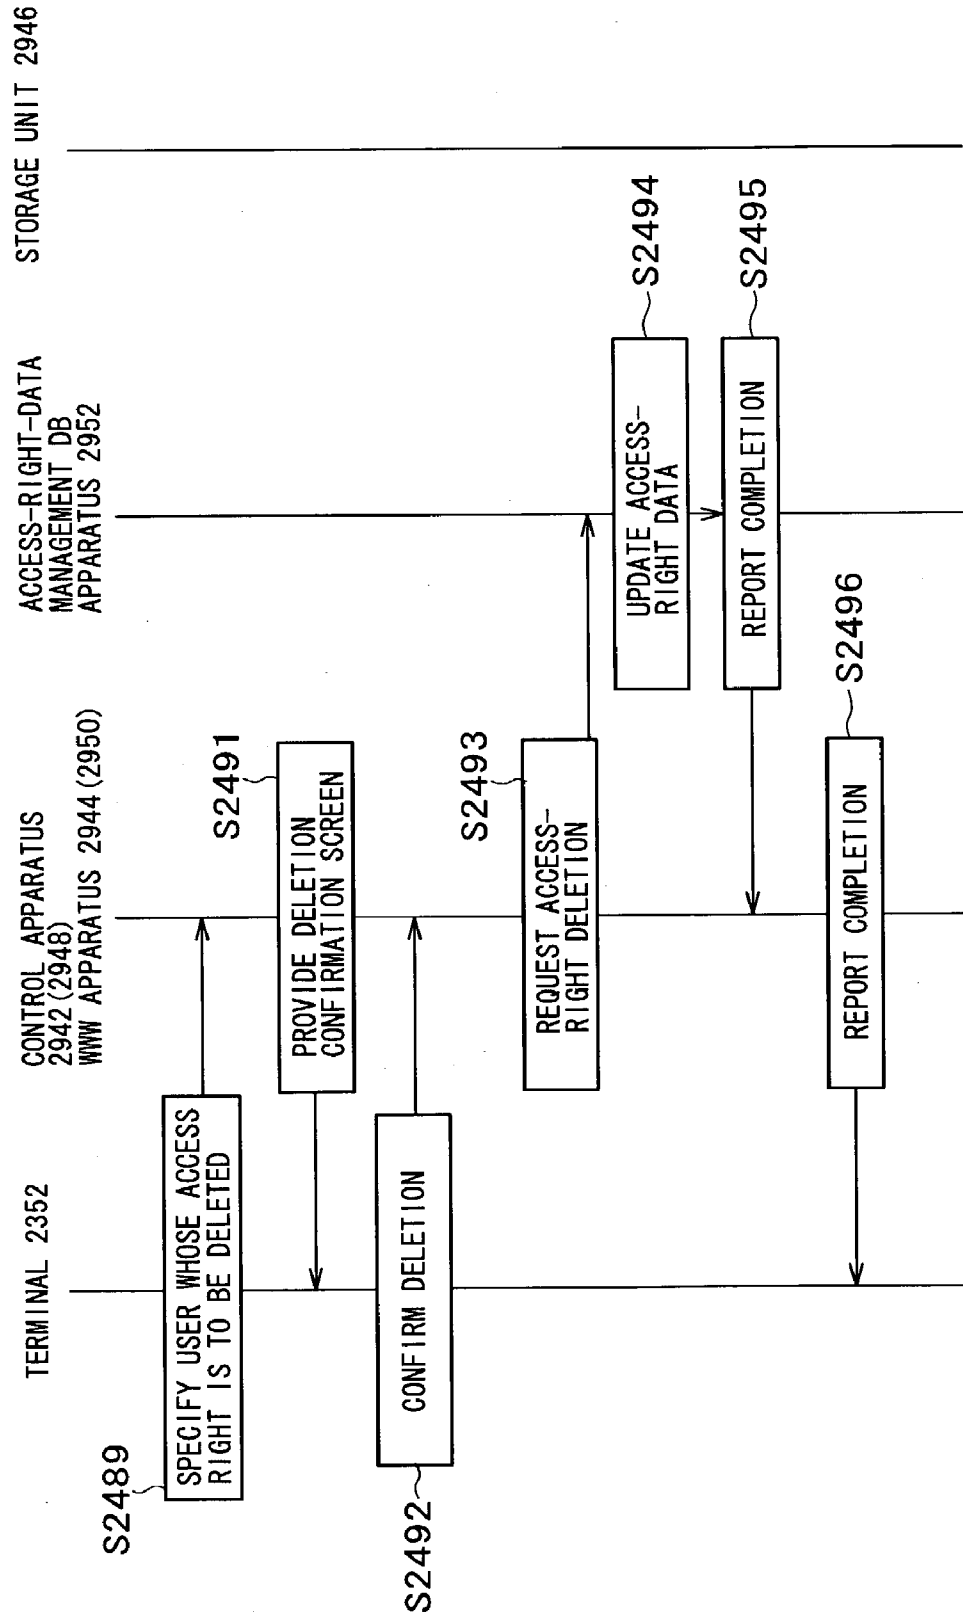 TERMINAL 2352
CONTROL APPARATUS
2942(2948)
WWW APPARATUS 2944(2950)
ACCESS-RIGHT-DATA
MANAGEMENT DB
APPARATUS 2952
STORAGE UNIT 2946
S2489
SPECIFY USER WHOSE ACCESS
RIGHT IS TO BE DELETED
S2491
PROVIDE DELETION
CONFIRMATION SCREEN
S2492
CONFIRM DELETION
S2493
REQUEST ACCESS-
RIGHT DELETION
UPDATE ACCESS-
RIGHT DATA
S2494
REPORT COMPLETION
S2495
REPORT COMPLETION
S2496